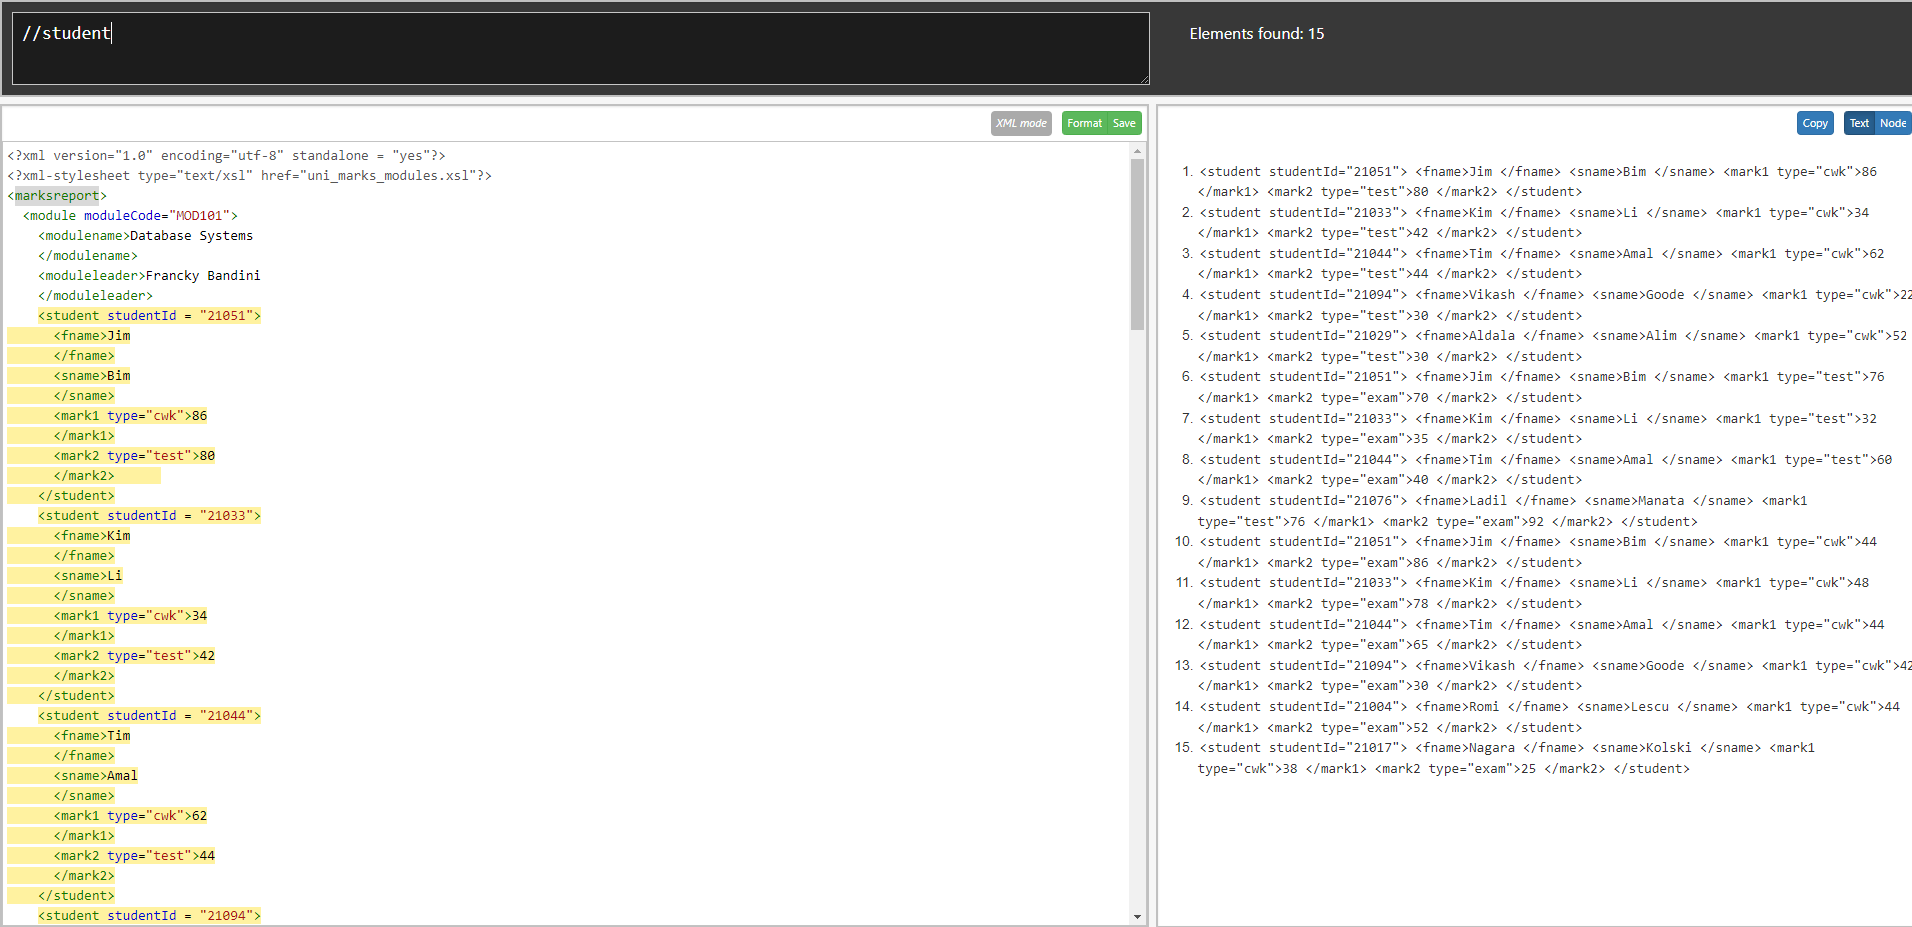 //student
Elements found: 15
XML mode Format Save
Copy Text Node
<?xml version="1.0" encoding="utf-8" standalone = "yes"?>
<?xml-stylesheet type="text/xsl" href="uni_marks_modules.xsl"?>
<marksreport>
<module moduleCode="MOD101">
<modulename>Database Systems
</modulename>
<moduleleader>Francky Bandini
</moduleleader>
<student studentId = "21051">
<fname>Jim
</fname>
<sname>Bim
</sname>
<mark1 type="cwk">86
</mark1>
<mark2 type="test">80
</mark2>
</student>
<student studentId = "21033">
<fname>Kim
</fname>
<sname>Li
</sname>
<mark1 type="cwk">34
</mark1>
<mark2 type="test">42
</mark2>
</student>
<student studentId = "21044">
<fname>Tim
</fname>
<sname>Amal
</sname>
<mark1 type="cwk">62
</mark1>
<mark2 type="test">44
</mark2>
</student>
<student studentId = "21094">
1. <student studentId="21051"> <fname>Jim </fname> <sname>Bim </sname> <mark1 type="cwk">86
</mark1> <mark2 type="test">80 </mark2> </student>
2. <student studentId="21033"> <fname>Kim </fname> <sname>Li </sname> <mark1 type="cwk">34
</mark1> <mark2 type="test">42 </mark2> </student>
3. <student studentId="21044"> <fname>Tim </fname> <sname>Amal </sname> <mark1 type="cwk">62
</mark1> <mark2 type="test">44 </mark2> </student>
4. <student studentId="21094"> <fname>Vikash </fname> <sname>Goode </sname> <mark1 type="cwk">22
</mark1> <mark2 type="test">30 </mark2> </student>
5. <student studentId="21029"> <fname>Aldala </fname> <sname>Alim </sname> <mark1 type="cwk">52
</mark1> <mark2 type="test">30 </mark2> </student>
6. <student studentId="21051"> <fname>Jim </fname> <sname>Bim </sname> <mark1 type="test">76
</mark1> <mark2 type="exam">70 </mark2> </student>
7. <student studentId="21033"> <fname>Kim </fname> <sname>Li </sname> <mark1 type="test">32
</mark1> <mark2 type="exam">35 </mark2> </student>
8. <student studentId="21044"> <fname>Tim </fname> <sname>Amal </sname> <mark1 type="test">60
</mark1> <mark2 type="exam">40 </mark2> </student>
9. <student studentId="21076"> <fname>Ladil </fname> <sname>Manata </sname> <mark1
type="test">76 </mark1> <mark2 type="exam">92 </mark2> </student>
10. <student studentId="21051"> <fname>Jim </fname> <sname>Bim </sname> <mark1 type="cwk">44
</mark1> <mark2 type="exam">86 </mark2> </student>
11. <student studentId="21033"> <fname>Kim </fname> <sname>Li </sname> <mark1 type="cwk">48
</mark1> <mark2 type="exam">78 </mark2> </student>
12. <student studentId="21044"> <fname>Tim </fname> <sname>Amal </sname> <mark1 type="cwk">44
</mark1> <mark2 type="exam">65 </mark2> </student>
13. <student studentId="21094"> <fname>Vikash </fname> <sname>Goode </sname> <mark1 type="cwk">42
</mark1> <mark2 type="exam">30 </mark2> </student>
14. <student studentId="21004"> <fname>Romi </fname> <sname>Lescu </sname> <mark1 type="cwk">44
</mark1> <mark2 type="exam">52 </mark2> </student>
15. <student studentId="21017"> <fname>Nagara </fname> <sname>Kolski </sname> <mark1
type="cwk">38 </mark1> <mark2 type="exam">25 </mark2> </student>